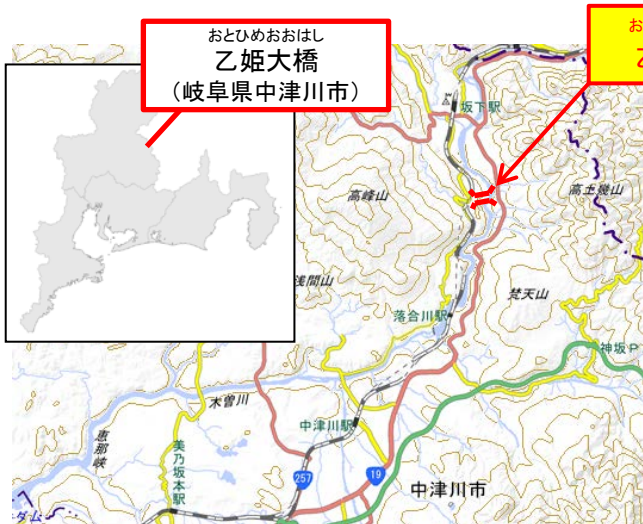 おとひめおおはし
乙姫大橋
(岐阜県中津川市)
お
坂下駅
高峰山
高土幾山
浅間山
梵天山
落合川駅
神坂P
木曽川
中津川駅
恵那峡
美乃坂本駅
257
19
中津川市
ダム